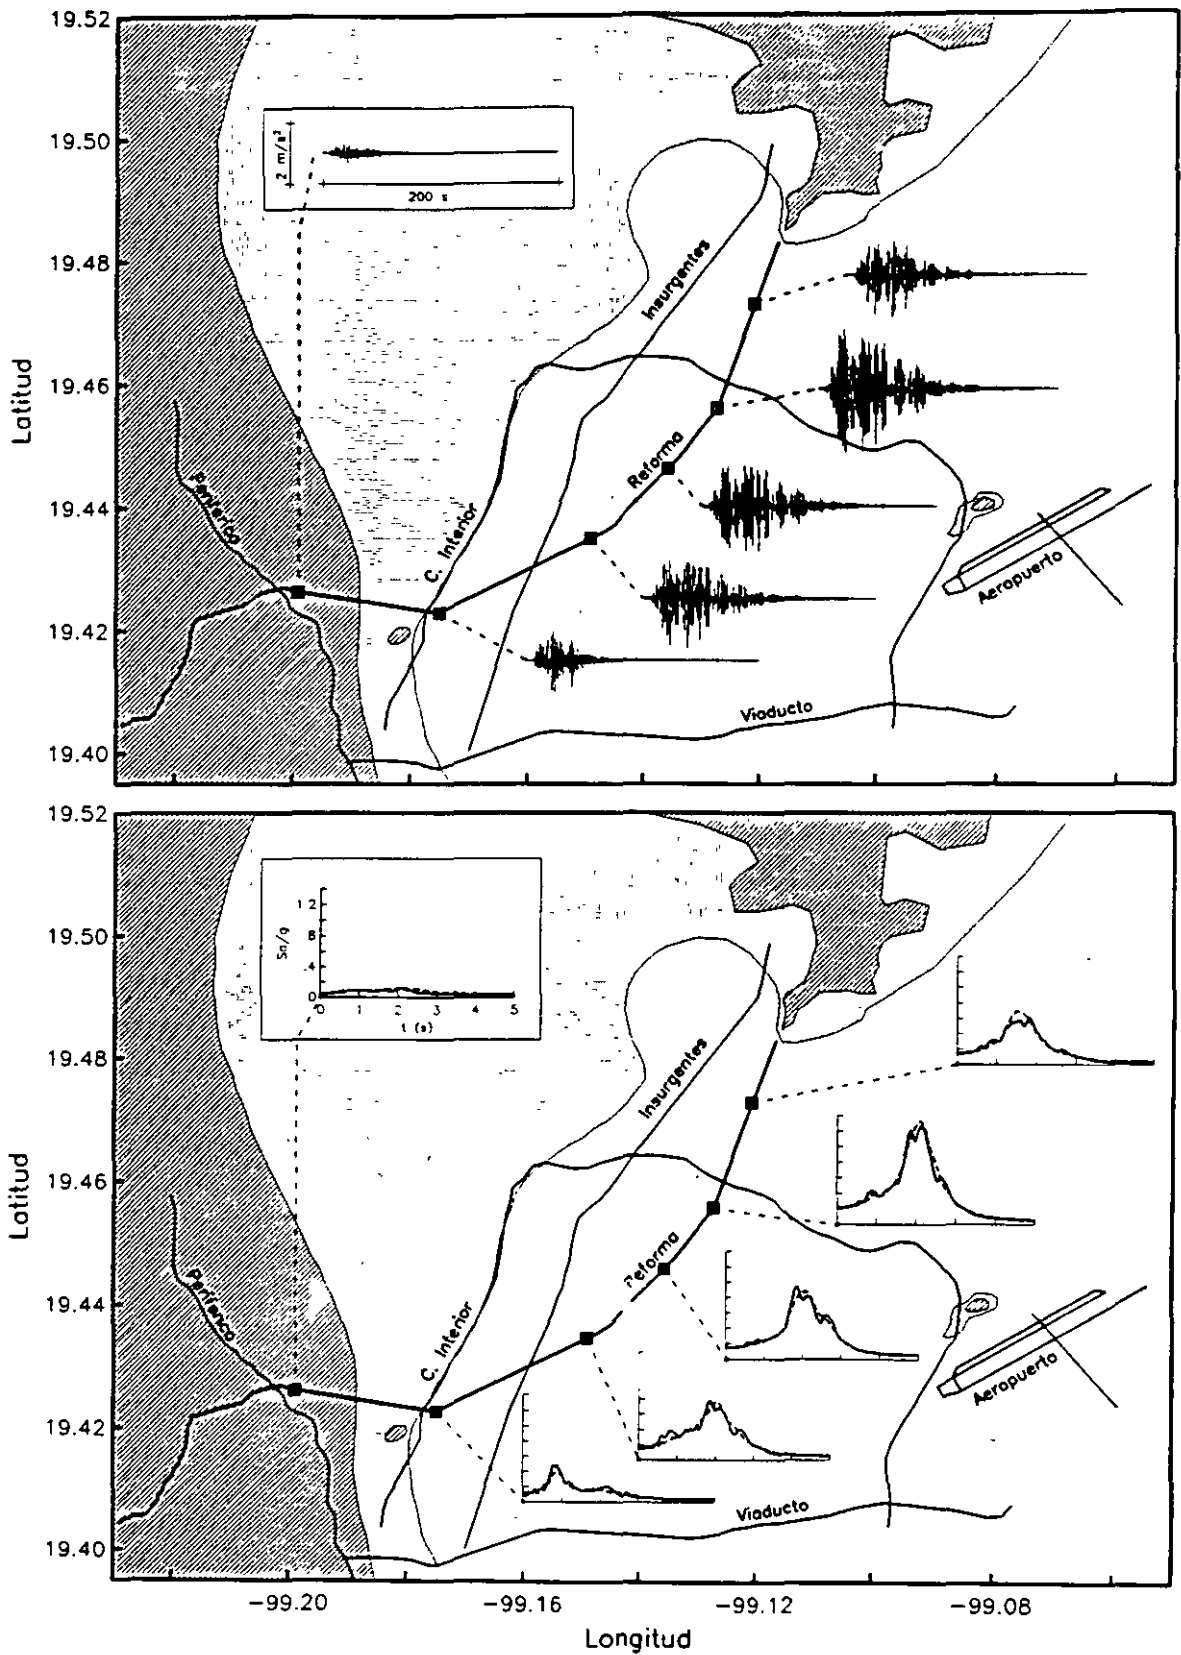 19.52
19.50
19.48
19.46
19.44
19.42
19.40
Latitud
2 m/s²
200 s
Insurgentes
Reforma
C. Interior
Periferico
Aeropuerto
Viaducto
19.52
19.50
19.48
19.46
19.44
19.42
19.40
Latitud
Sa/g
1 2
8
4
0
0 1 2 3 4 5
t (s)
Insurgentes
Reforma
C. Interior
Periferico
Aeropuerto
Viaducto
-99.20 -99.16 -99.12 -99.08
Longitud